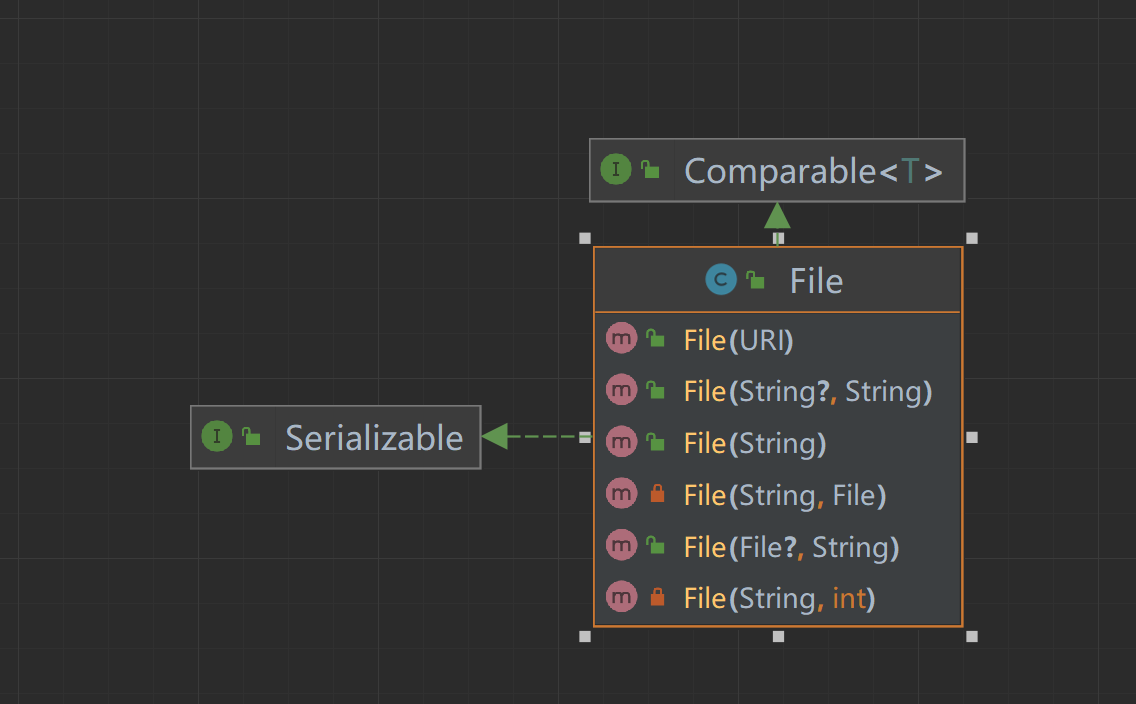 I Comparable<T>
C File
m File(URI)
m File(String?, String)
m File(String)
m File(String, File)
m File(File?, String)
m File(String, int)
I Serializable